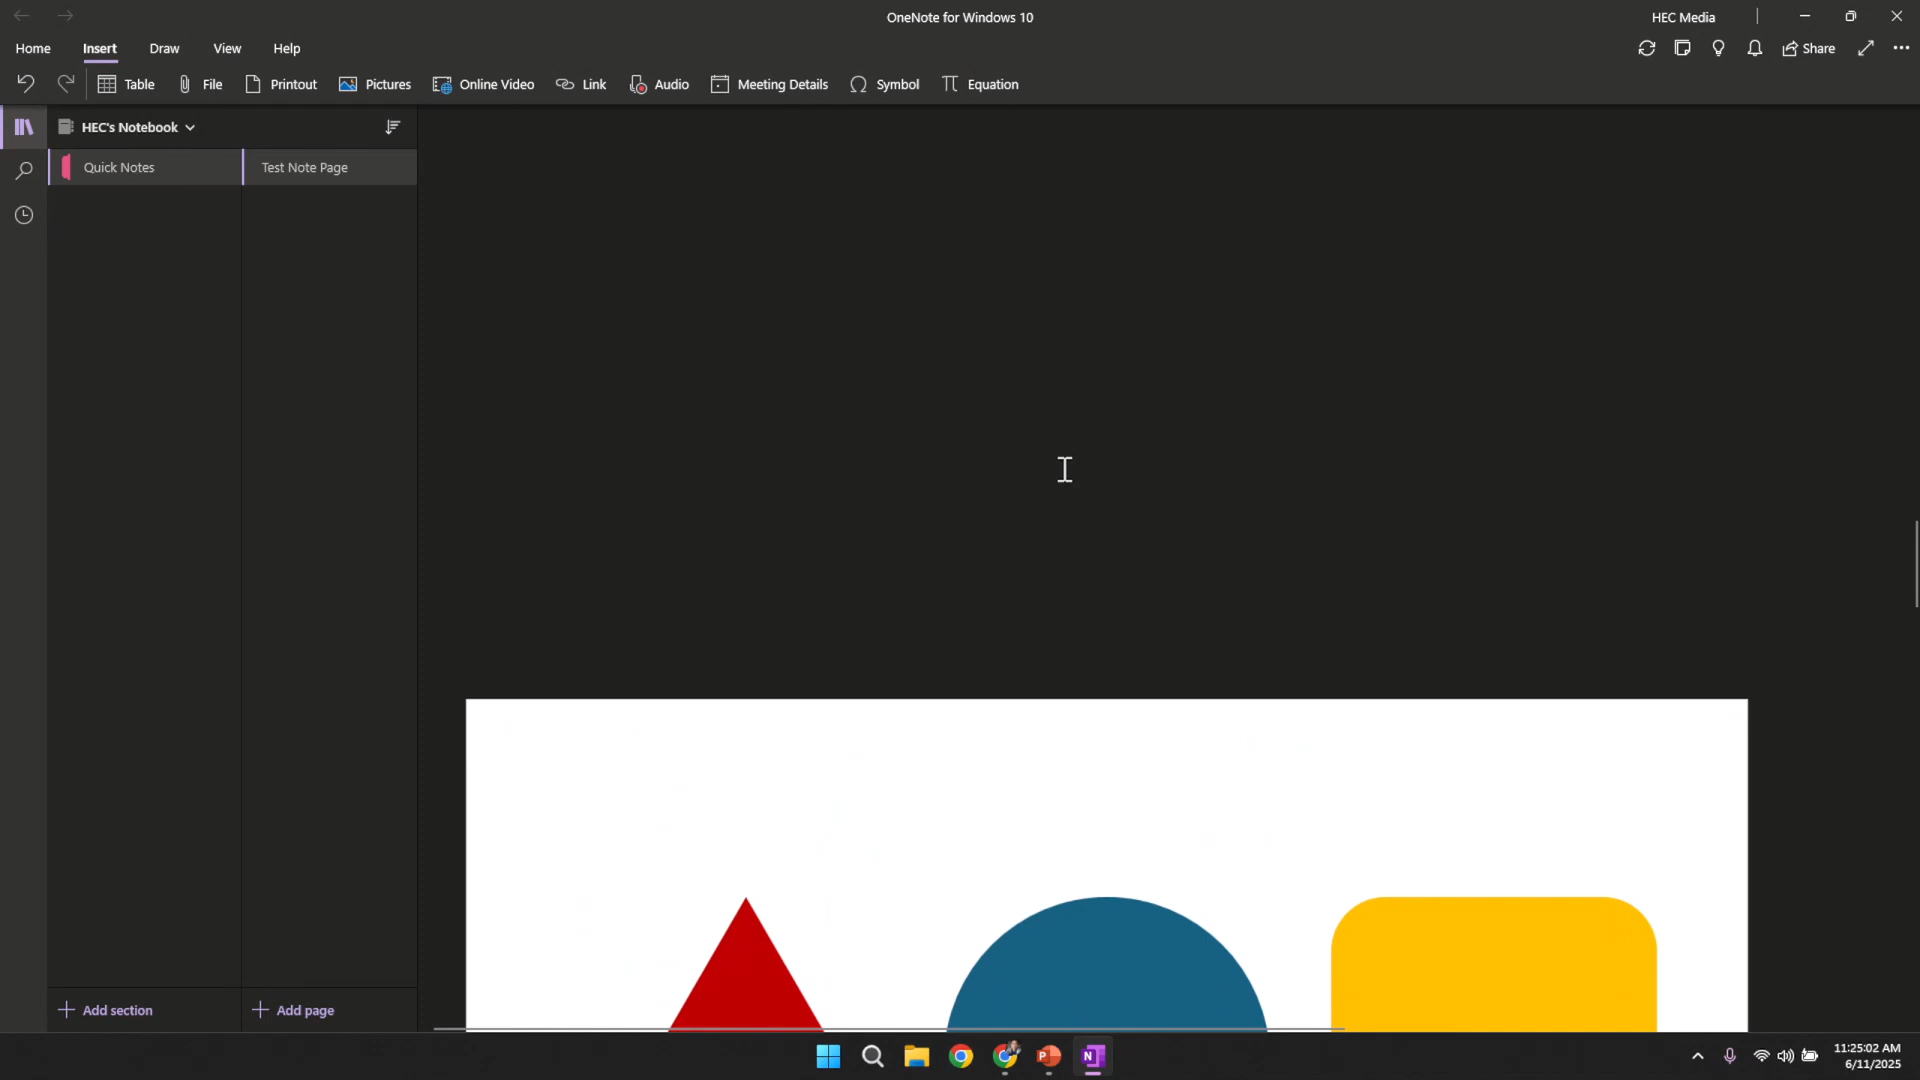 OneNote for Windows 10
HEC Media
Home
Insert
Draw
View
Help
Share
Table
File
Printout
Pictures
Online Video
Link
Audio
Meeting Details
Symbol
Equation
HEC's Notebook
Quick Notes
Test Note Page
Add section
Add page
11:25:02 AM
6/11/2025